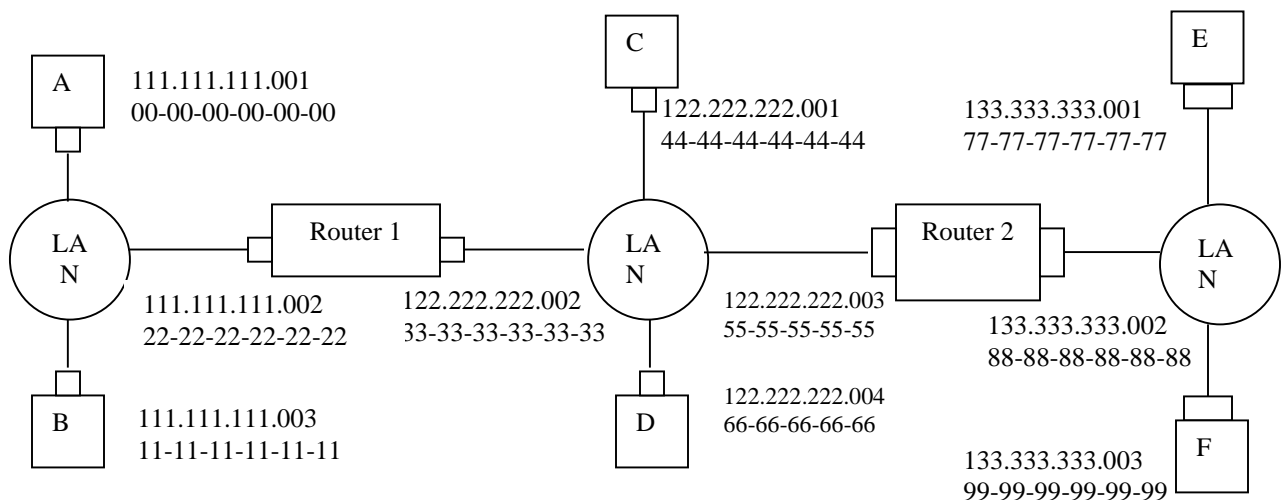 A
111.111.111.001
00-00-00-00-00-00
C
122.222.222.001
44-44-44-44-44-44
E
133.333.333.001
77-77-77-77-77-77
LA
N
Router 1
LA
N
Router 2
LA
N
111.111.111.002
22-22-22-22-22-22
122.222.222.002
33-33-33-33-33-33
122.222.222.003
55-55-55-55-55
133.333.333.002
88-88-88-88-88-88
B
111.111.111.003
11-11-11-11-11-11
D
122.222.222.004
66-66-66-66-66
F
133.333.333.003
99-99-99-99-99-99